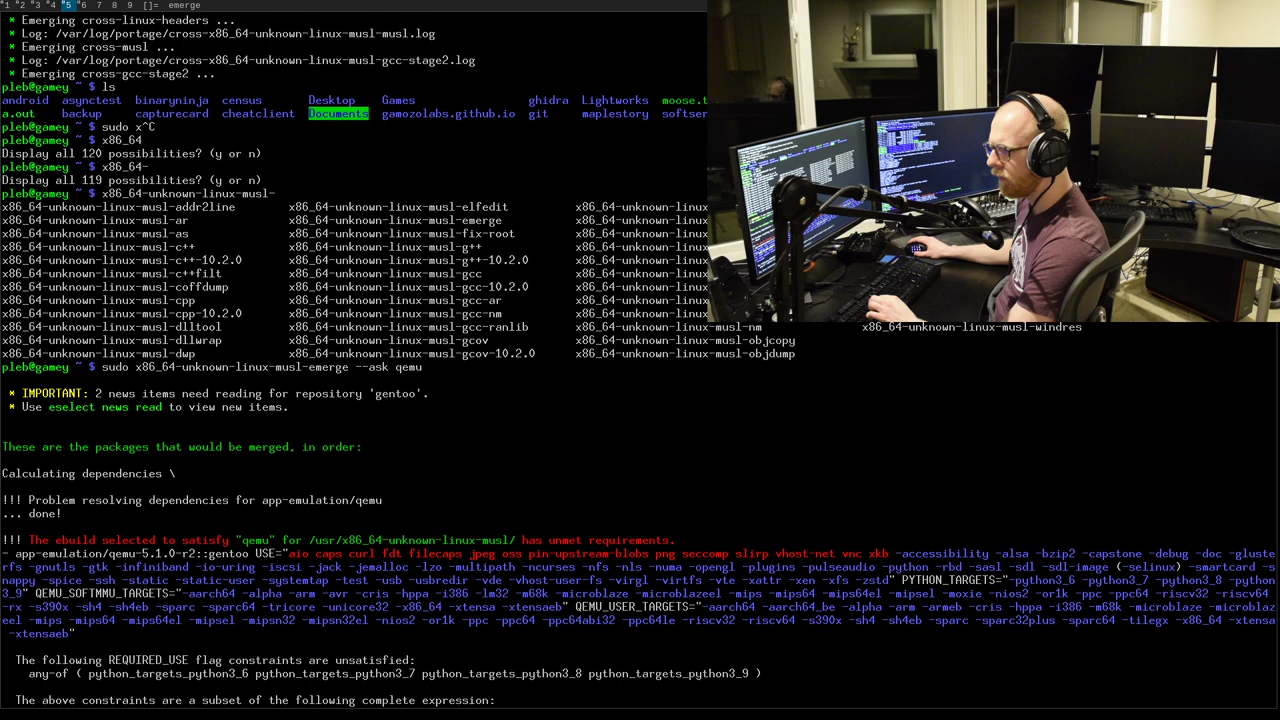 1 2 3 4 5 6 7 8 9 []= emerge
* Emerging cross-linux-headers ...
* Log: /var/log/portage/cross-x86_64-unknown-linux-musl-musl.log
* Emerging cross-musl ...
* Log: /var/log/portage/cross-x86_64-unknown-linux-musl-gcc-stage2.log
* Emerging cross-gcc-stage2 ...
pleb@gamey ~ $ ls
android asynctest binaryninja census Desktop Games ghidra Lightworks moose.t
a.out backup capturecard cheatclient Documents gamozolabs.github.io git maplestory softser
pleb@gamey ~ $ sudo x^C
pleb@gamey ~ $ x86_64
Display all 120 possibilities? (y or n)
pleb@gamey ~ $ x86_64-
Display all 119 possibilities? (y or n)
pleb@gamey ~ $ x86_64-unknown-linux-musl-
x86_64-unknown-linux-musl-addr2line x86_64-unknown-linux-musl-elfedit x86_64-unknown-linux
x86_64-unknown-linux-musl-ar x86_64-unknown-linux-musl-emerge x86_64-unknown-linux
x86_64-unknown-linux-musl-as x86_64-unknown-linux-musl-fix-root x86_64-unknown-linux
x86_64-unknown-linux-musl-c++ x86_64-unknown-linux-musl-g++ x86_64-unknown-linux
x86_64-unknown-linux-musl-c++-10.2.0 x86_64-unknown-linux-musl-g++-10.2.0 x86_64-unknown-linux
x86_64-unknown-linux-musl-c++filt x86_64-unknown-linux-musl-gcc x86_64-unknown-linux
x86_64-unknown-linux-musl-coffdump x86_64-unknown-linux-musl-gcc-10.2.0 x86_64-unknown-linux
x86_64-unknown-linux-musl-cpp x86_64-unknown-linux-musl-gcc-ar x86_64-unknown-linux
x86_64-unknown-linux-musl-cpp-10.2.0 x86_64-unknown-linux-musl-gcc-nm x86_64-unknown-linux
x86_64-unknown-linux-musl-dlltool x86_64-unknown-linux-musl-gcc-ranlib x86_64-unknown-linux-musl-nm x86_64-unknown-linux-musl-windres
x86_64-unknown-linux-musl-dllwrap x86_64-unknown-linux-musl-gcov x86_64-unknown-linux-musl-objcopy
x86_64-unknown-linux-musl-dwp x86_64-unknown-linux-musl-gcov-10.2.0 x86_64-unknown-linux-musl-objdump
pleb@gamey ~ $ sudo x86_64-unknown-linux-musl-emerge --ask qemu
* IMPORTANT: 2 news items need reading for repository 'gentoo'.
* Use eselect news read to view new items.
These are the packages that would be merged, in order:
Calculating dependencies \
!!! Problem resolving dependencies for app-emulation/qemu
... done!
!!! The ebuild selected to satisfy "qemu" for /usr/x86_64-unknown-linux-musl/ has unmet requirements.
- app-emulation/qemu-5.1.0-r2::gentoo USE="aio caps curl fdt filecaps jpeg oss pin-upstream-blobs png seccomp slirp vhost-net vnc xkb -accessibility -alsa -bzip2 -capstone -debug -doc -gluste
rfs -gnutls -gtk -infiniband -io-uring -iscsi -jack -jemalloc -lzo -multipath -ncurses -nfs -nls -numa -opengl -plugins -pulseaudio -python -rbd -sasl -sdl -sdl-image (-selinux) -smartcard -s
nappy -spice -ssh -static -static-user -systemtap -test -usb -usbredir -vde -vhost-user-fs -virgl -virtfs -vte -xattr -xen -xfs -zstd" PYTHON_TARGETS="-python3_6 -python3_7 -python3_8 -python
3_9" QEMU_SOFTMMU_TARGETS="-aarch64 -alpha -arm -avr -cris -hppa -i386 -lm32 -m68k -microblaze -microblazeel -mips -mips64 -mips64el -mipsel -moxie -nios2 -or1k -ppc -ppc64 -riscv32 -riscv64
-rx -s390x -sh4 -sh4eb -sparc -sparc64 -tricore -unicore32 -x86_64 -xtensa -xtensaeb" QEMU_USER_TARGETS="-aarch64 -aarch64_be -alpha -arm -armeb -cris -hppa -i386 -m68k -microblaze -microblaz
eel -mips -mips64 -mips64el -mipsel -mipsn32 -mipsn32el -nios2 -or1k -ppc -ppc64 -ppc64abi32 -ppc64le -riscv32 -riscv64 -s390x -sh4 -sh4eb -sparc -sparc32plus -sparc64 -tilegx -x86_64 -xtensa
-xtensaeb"
The following REQUIRED_USE flag constraints are unsatisfied:
any-of ( python_targets_python3_6 python_targets_python3_7 python_targets_python3_8 python_targets_python3_9 )
The above constraints are a subset of the following complete expression: